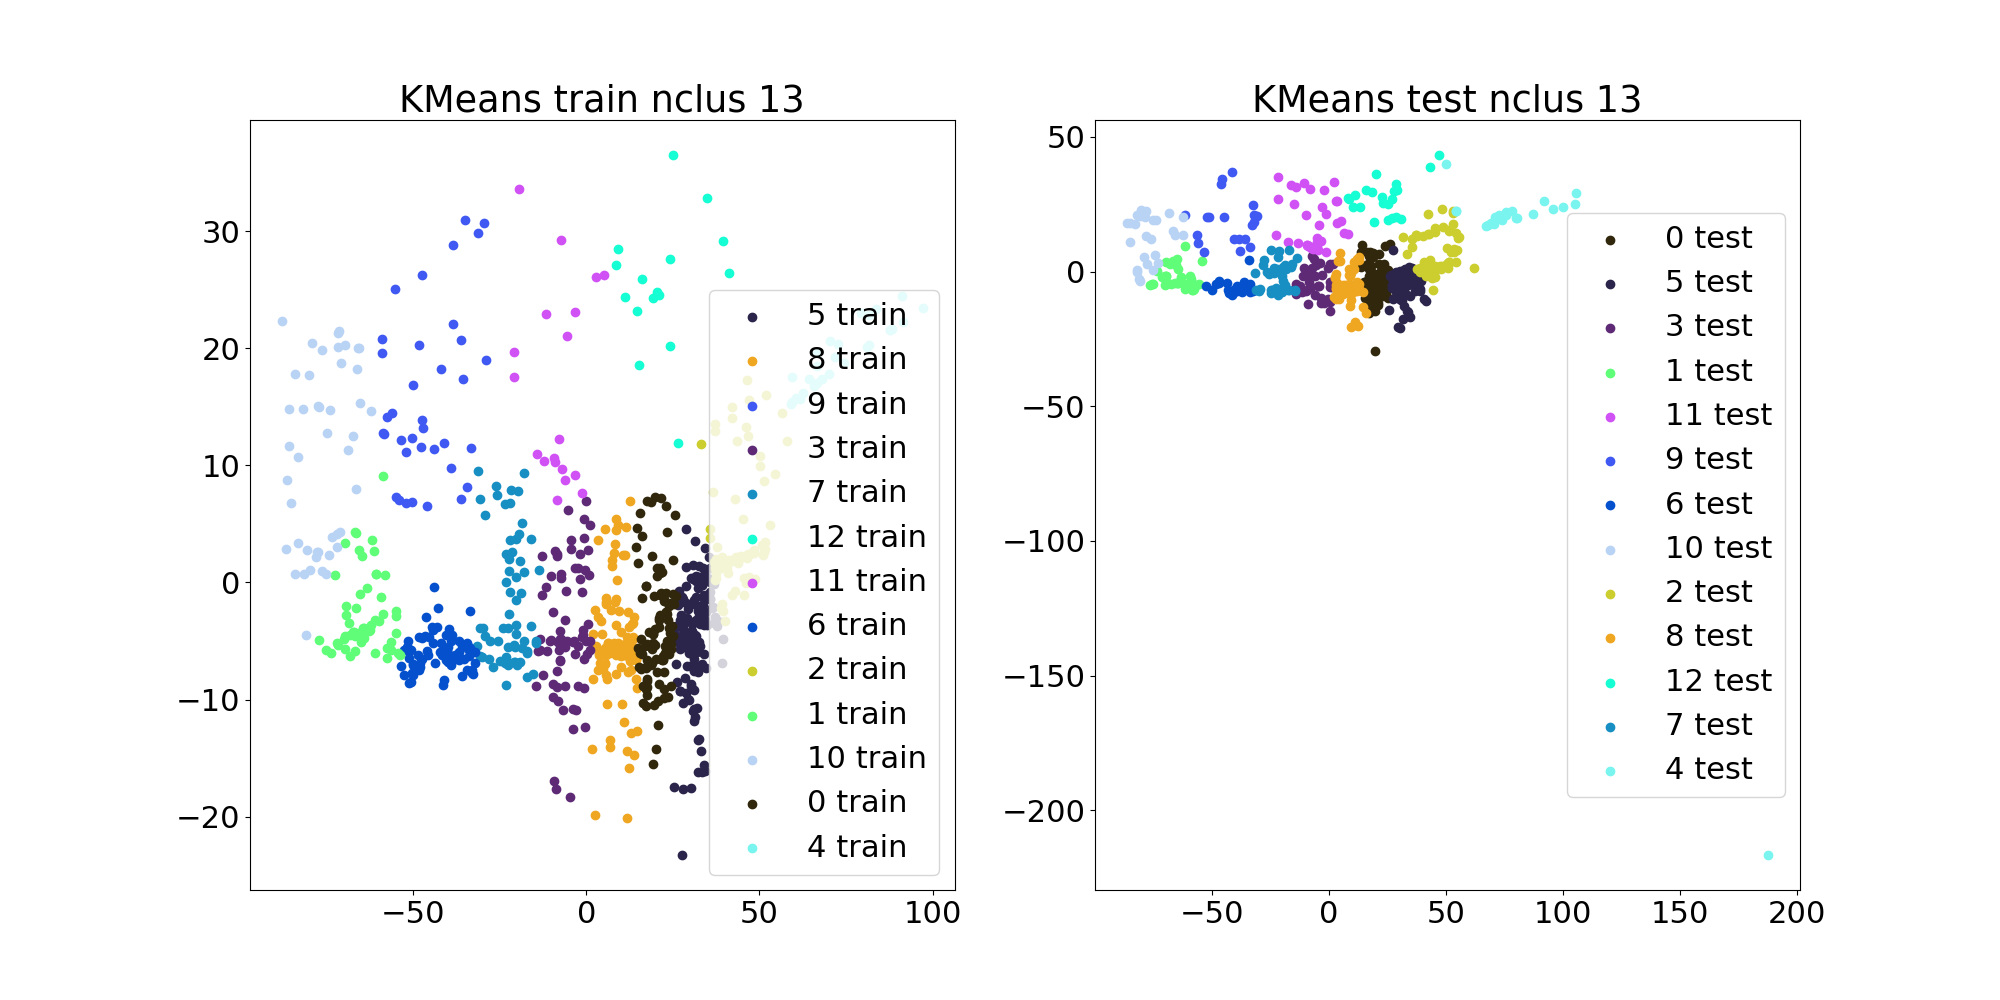 KMeans train nclus 13
30
20
10
0
−10
−20
−50
0
50
100
5 train
8 train
9 train
3 train
7 train
12 train
11 train
6 train
2 train
1 train
10 train
0 train
4 train
KMeans test nclus 13
50
0
−50
−100
−150
−200
−50
0
50
100
150
200
0 test
5 test
3 test
1 test
11 test
9 test
6 test
10 test
2 test
8 test
12 test
7 test
4 test